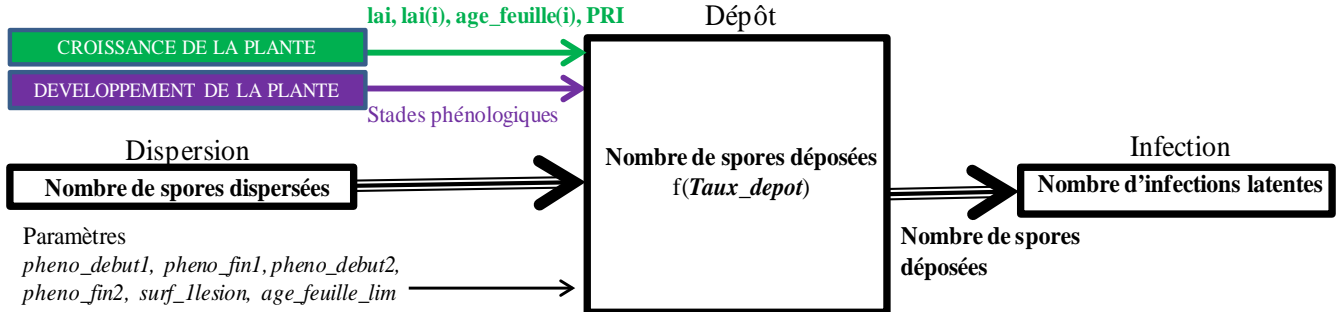 lai, lai(i), age_feuille(i), PRI
Dépôt
CROISSANCE DE LA PLANTE
DEVELOPPEMENT DE LA PLANTE
Stades phénologiques
Dispersion
Nombre de spores dispersées
Nombre de spores déposées
f(Taux_depot)
Infection
Nombre d’infections latentes
Nombre de spores
déposées
Paramètres
pheno_debut1, pheno_fin1, pheno_debut2,
pheno_fin2, surf_1lesion, age_feuille_lim